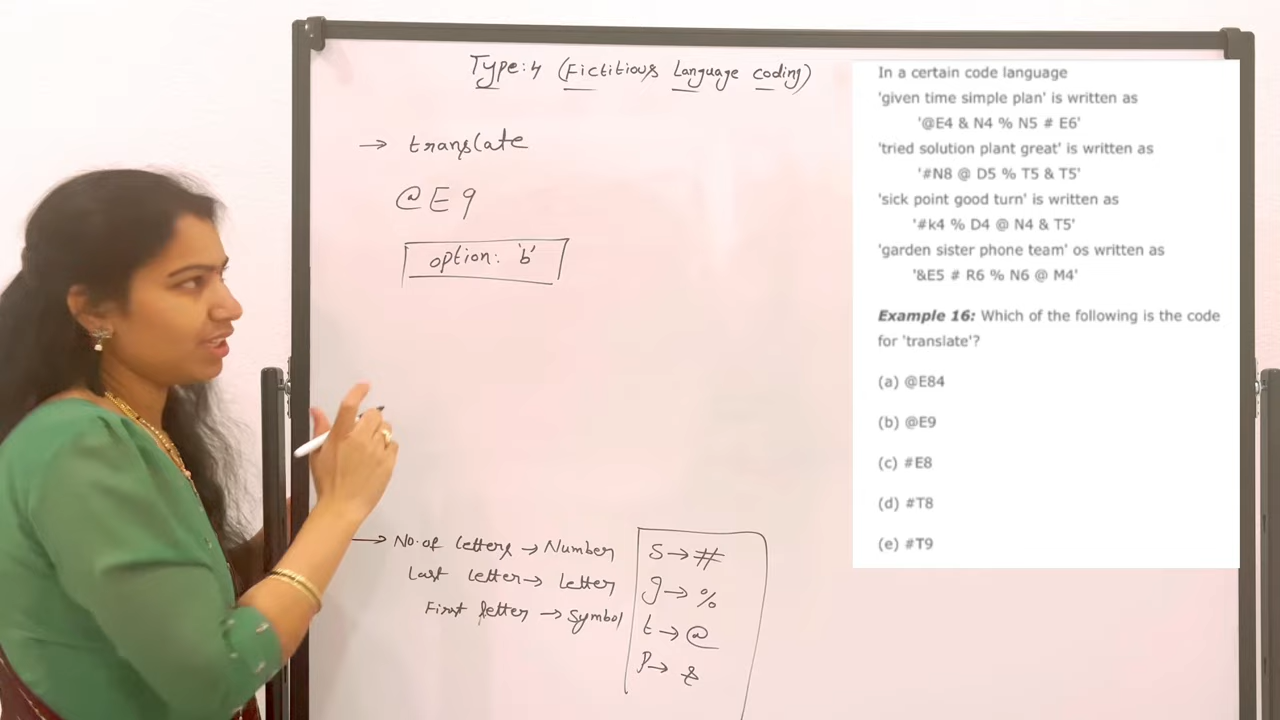 Type: 4 (Fictitious Language coding)
→ translate
@E9
option: 'b'
→ No. of letters → Number
Last letter → letter
First letter → Symbol
S → #
g → %
t → @
P → &
In a certain code language
'given time simple plan' is written as
'@E4 & N4 % N5 # E6'
'tried solution plant great' is written as
'#N8 @ D5 % T5 & T5'
'sick point good turn' is written as
'#k4 % D4 @ N4 & T5'
'garden sister phone team' os written as
'&E5 # R6 % N6 @ M4'
Example 16: Which of the following is the code
for 'translate'?
(a) @E84
(b) @E9
(c) #E8
(d) #T8
(e) #T9